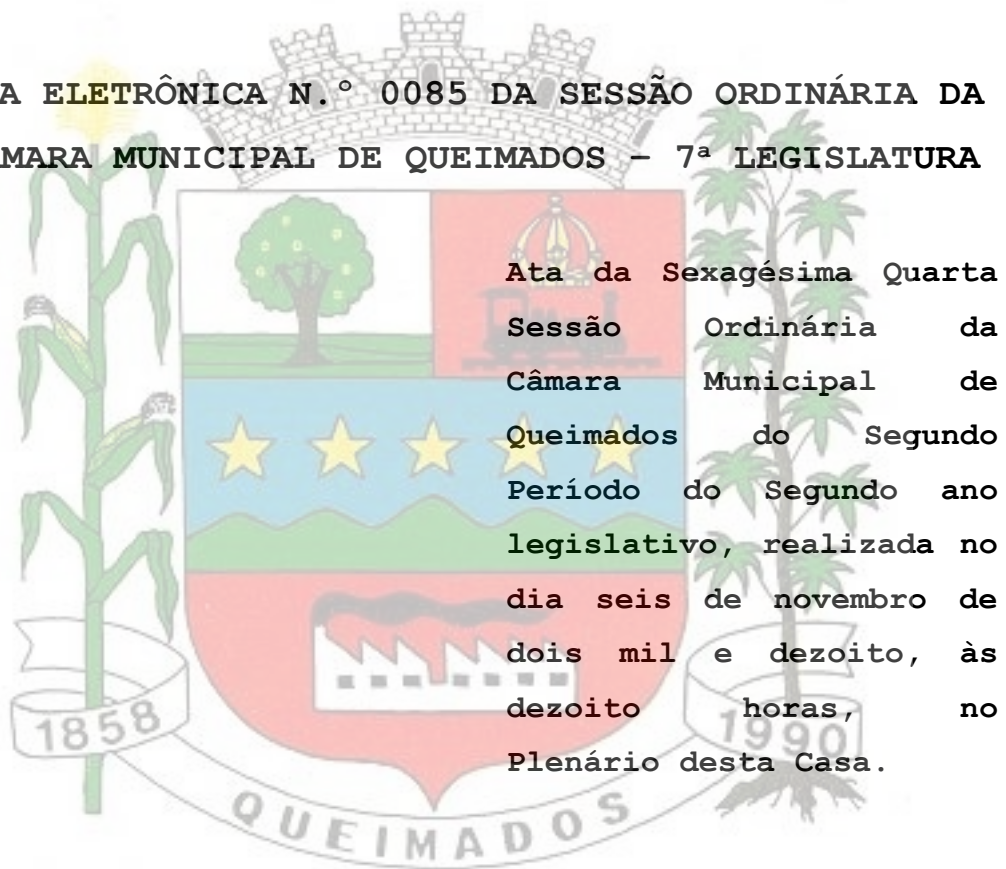 A ELETRÔNICA N.º 0085 DA SESSÃO ORDINÁRIA DA
MARA MUNICIPAL DE QUEIMADOS – 7ª LEGISLATURA
Ata da Sexagésima Quarta
Sessão Ordinária da
Câmara Municipal de
Queimados do Segundo
Período do Segundo ano
legislativo, realizada no
dia seis de novembro de
dois mil e dezoito, às
dezoito horas, no
Plenário desta Casa.
1858
1990
QUEIMADOS